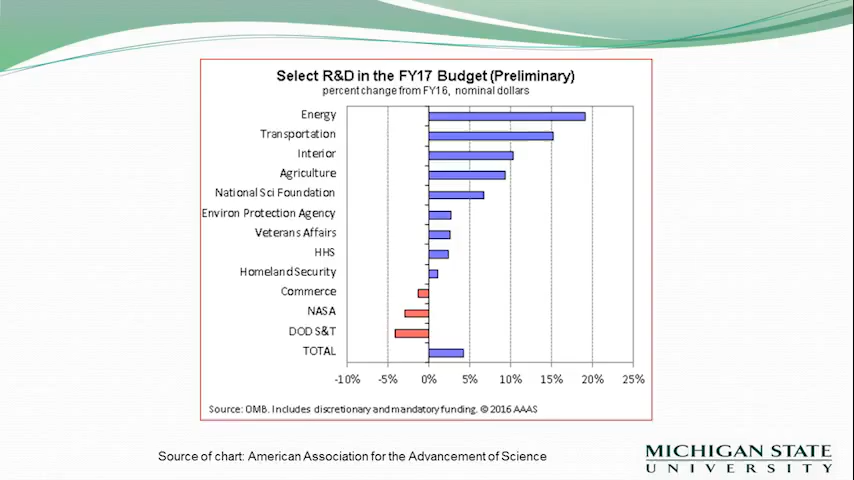 Select R&D in the FY17 Budget (Preliminary)
percent change from FY16, nominal dollars
Energy
Transportation
Interior
Agriculture
National Sci Foundation
Environ Protection Agency
Veterans Affairs
HHS
Homeland Security
Commerce
NASA
DOD S&T
TOTAL
-10% -5% 0% 5% 10% 15% 20% 25%
Source: OMB. Includes discretionary and mandatory funding. © 2016 AAAS
Source of chart: American Association for the Advancement of Science
MICHIGAN STATE
UNIVERSITY